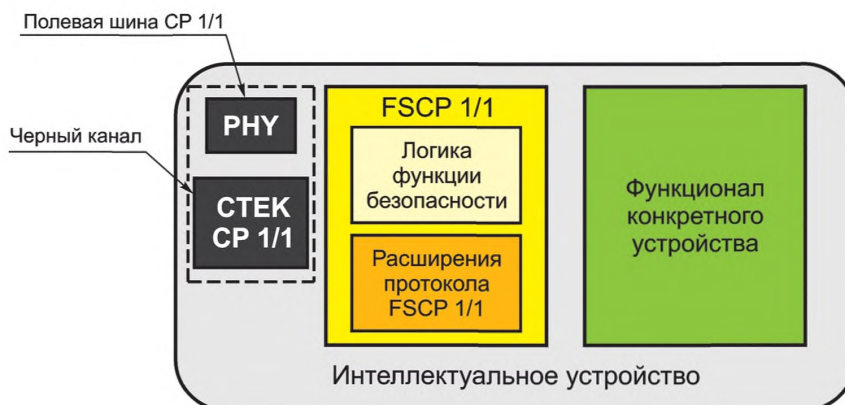 Полевая шина CP 1/1
Черный канал
PHY
СТЕК
CP 1/1
FSCP 1/1
Логика
функции
безопасности
Расширения
протокола
FSCP 1/1
Функционал
конкретного
устройства
Интеллектуальное устройство